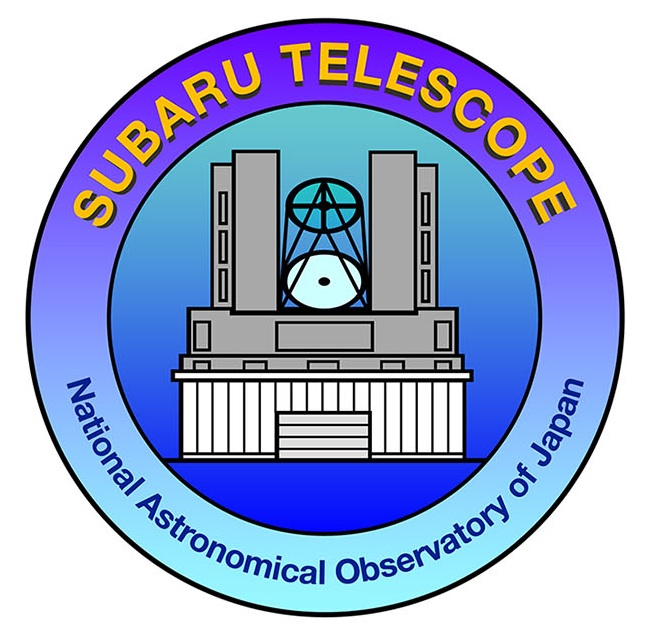 SUBARU TELESCOPE
National Astronomical Observatory of Japan